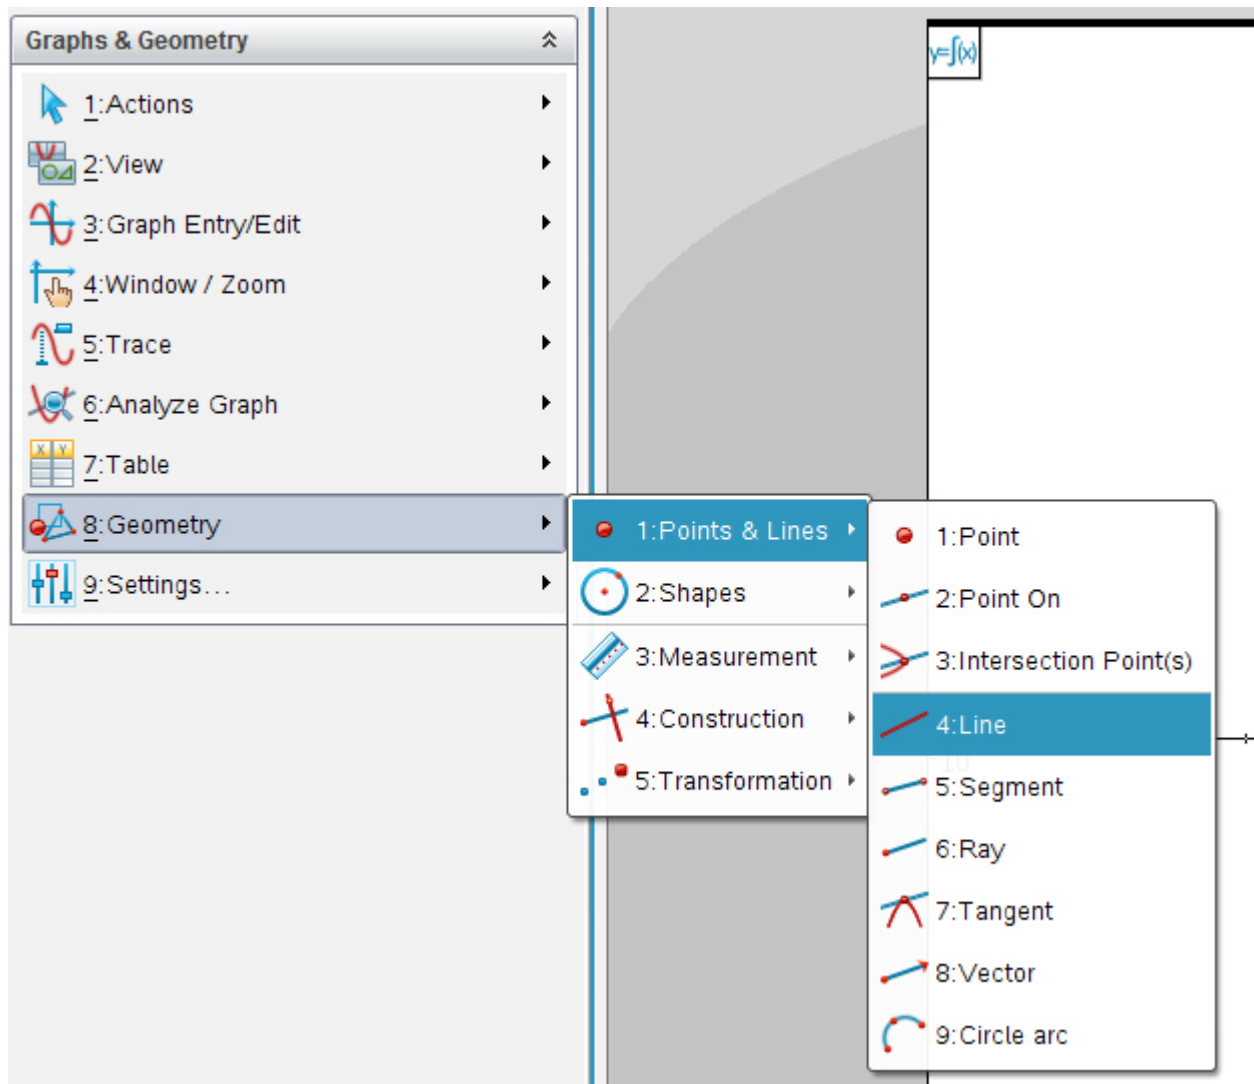 Graphs & Geometry
y=∫(x)
1:Actions
2:View
3:Graph Entry/Edit
4:Window / Zoom
5:Trace
6:Analyze Graph
X Y
7:Table
8:Geometry
9:Settings...
1:Points & Lines
2:Shapes
3:Measurement
4:Construction
5:Transformation
1:Point
2:Point On
3:Intersection Point(s)
4:Line
5:Segment
6:Ray
7:Tangent
8:Vector
9:Circle arc
-10